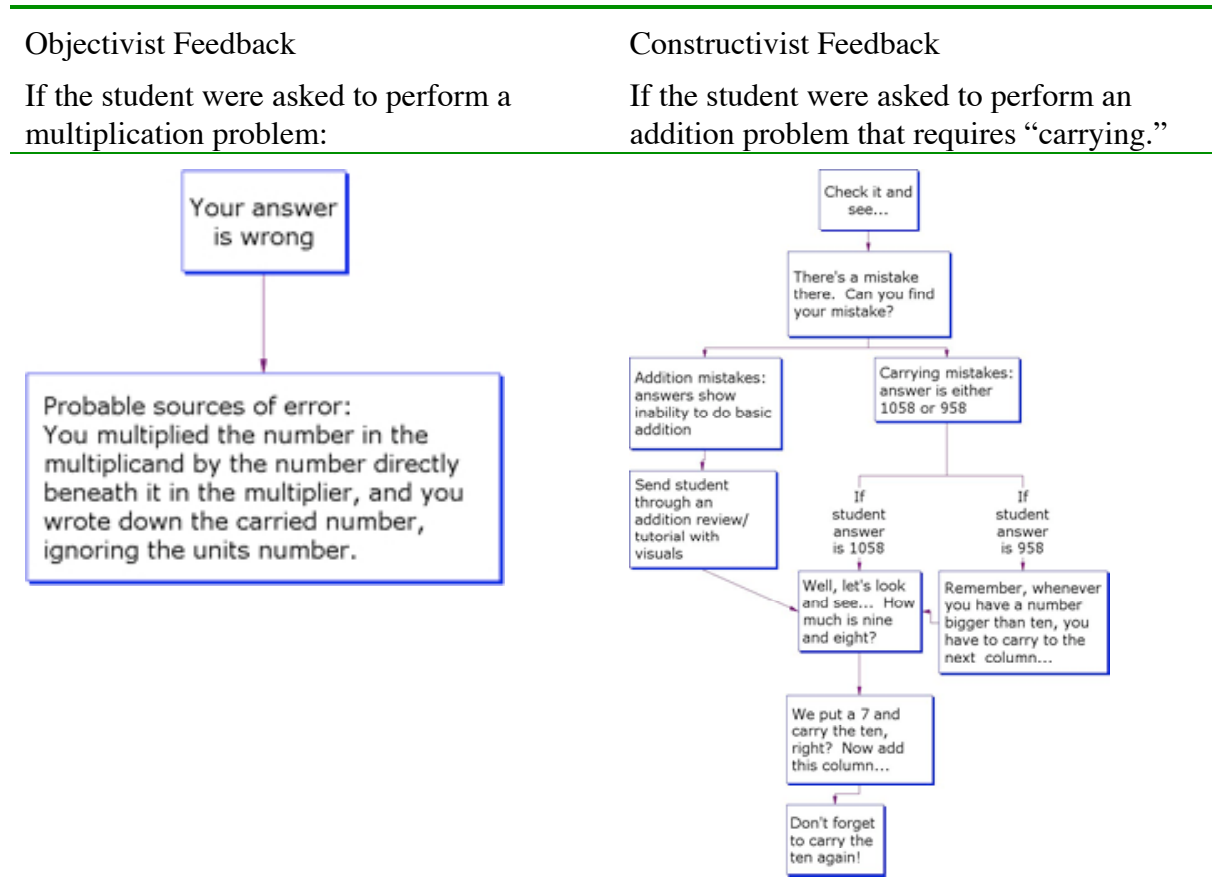 Objectivist Feedback
If the student were asked to perform a
multiplication problem:
Your answer
is wrong
Probable sources of error:
You multiplied the number in the
multiplicand by the number directly
beneath it in the multiplier, and you
wrote down the carried number,
ignoring the units number.
Constructivist Feedback
If the student were asked to perform an
addition problem that requires “carrying.”
Check it and
see...
There's a mistake
there. Can you find
your mistake?
Addition mistakes:
answers show
inability to do basic
addition
Send student
through an
addition review/
tutorial with
visuals
Carrying mistakes:
answer is either
1058 or 958
If
student
answer
is 1058
If
student
answer
is 958
Well, let's look
and see... How
much is nine
and eight?
Remember, whenever
you have a number
bigger than ten, you
have to carry to the
next column...
We put a 7 and
carry the ten,
right? Now add
this column...
Don't forget
to carry the
ten again!